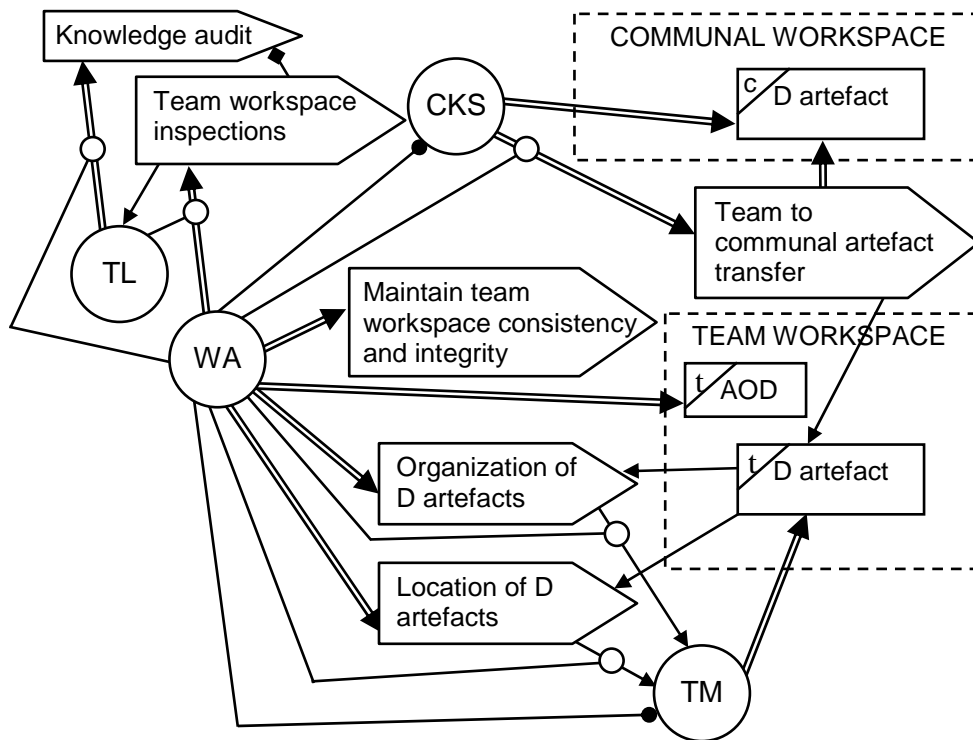 Knowledge audit
COMMUNAL WORKSPACE
Team workspace
inspections
CKS
c
D artefact
Team to
communal artefact
transfer
TL
Maintain team
workspace consistency
and integrity
WA
TEAM WORKSPACE
t
AOD
Organization of
D artefacts
t
D artefact
Location of D
artefacts
TM